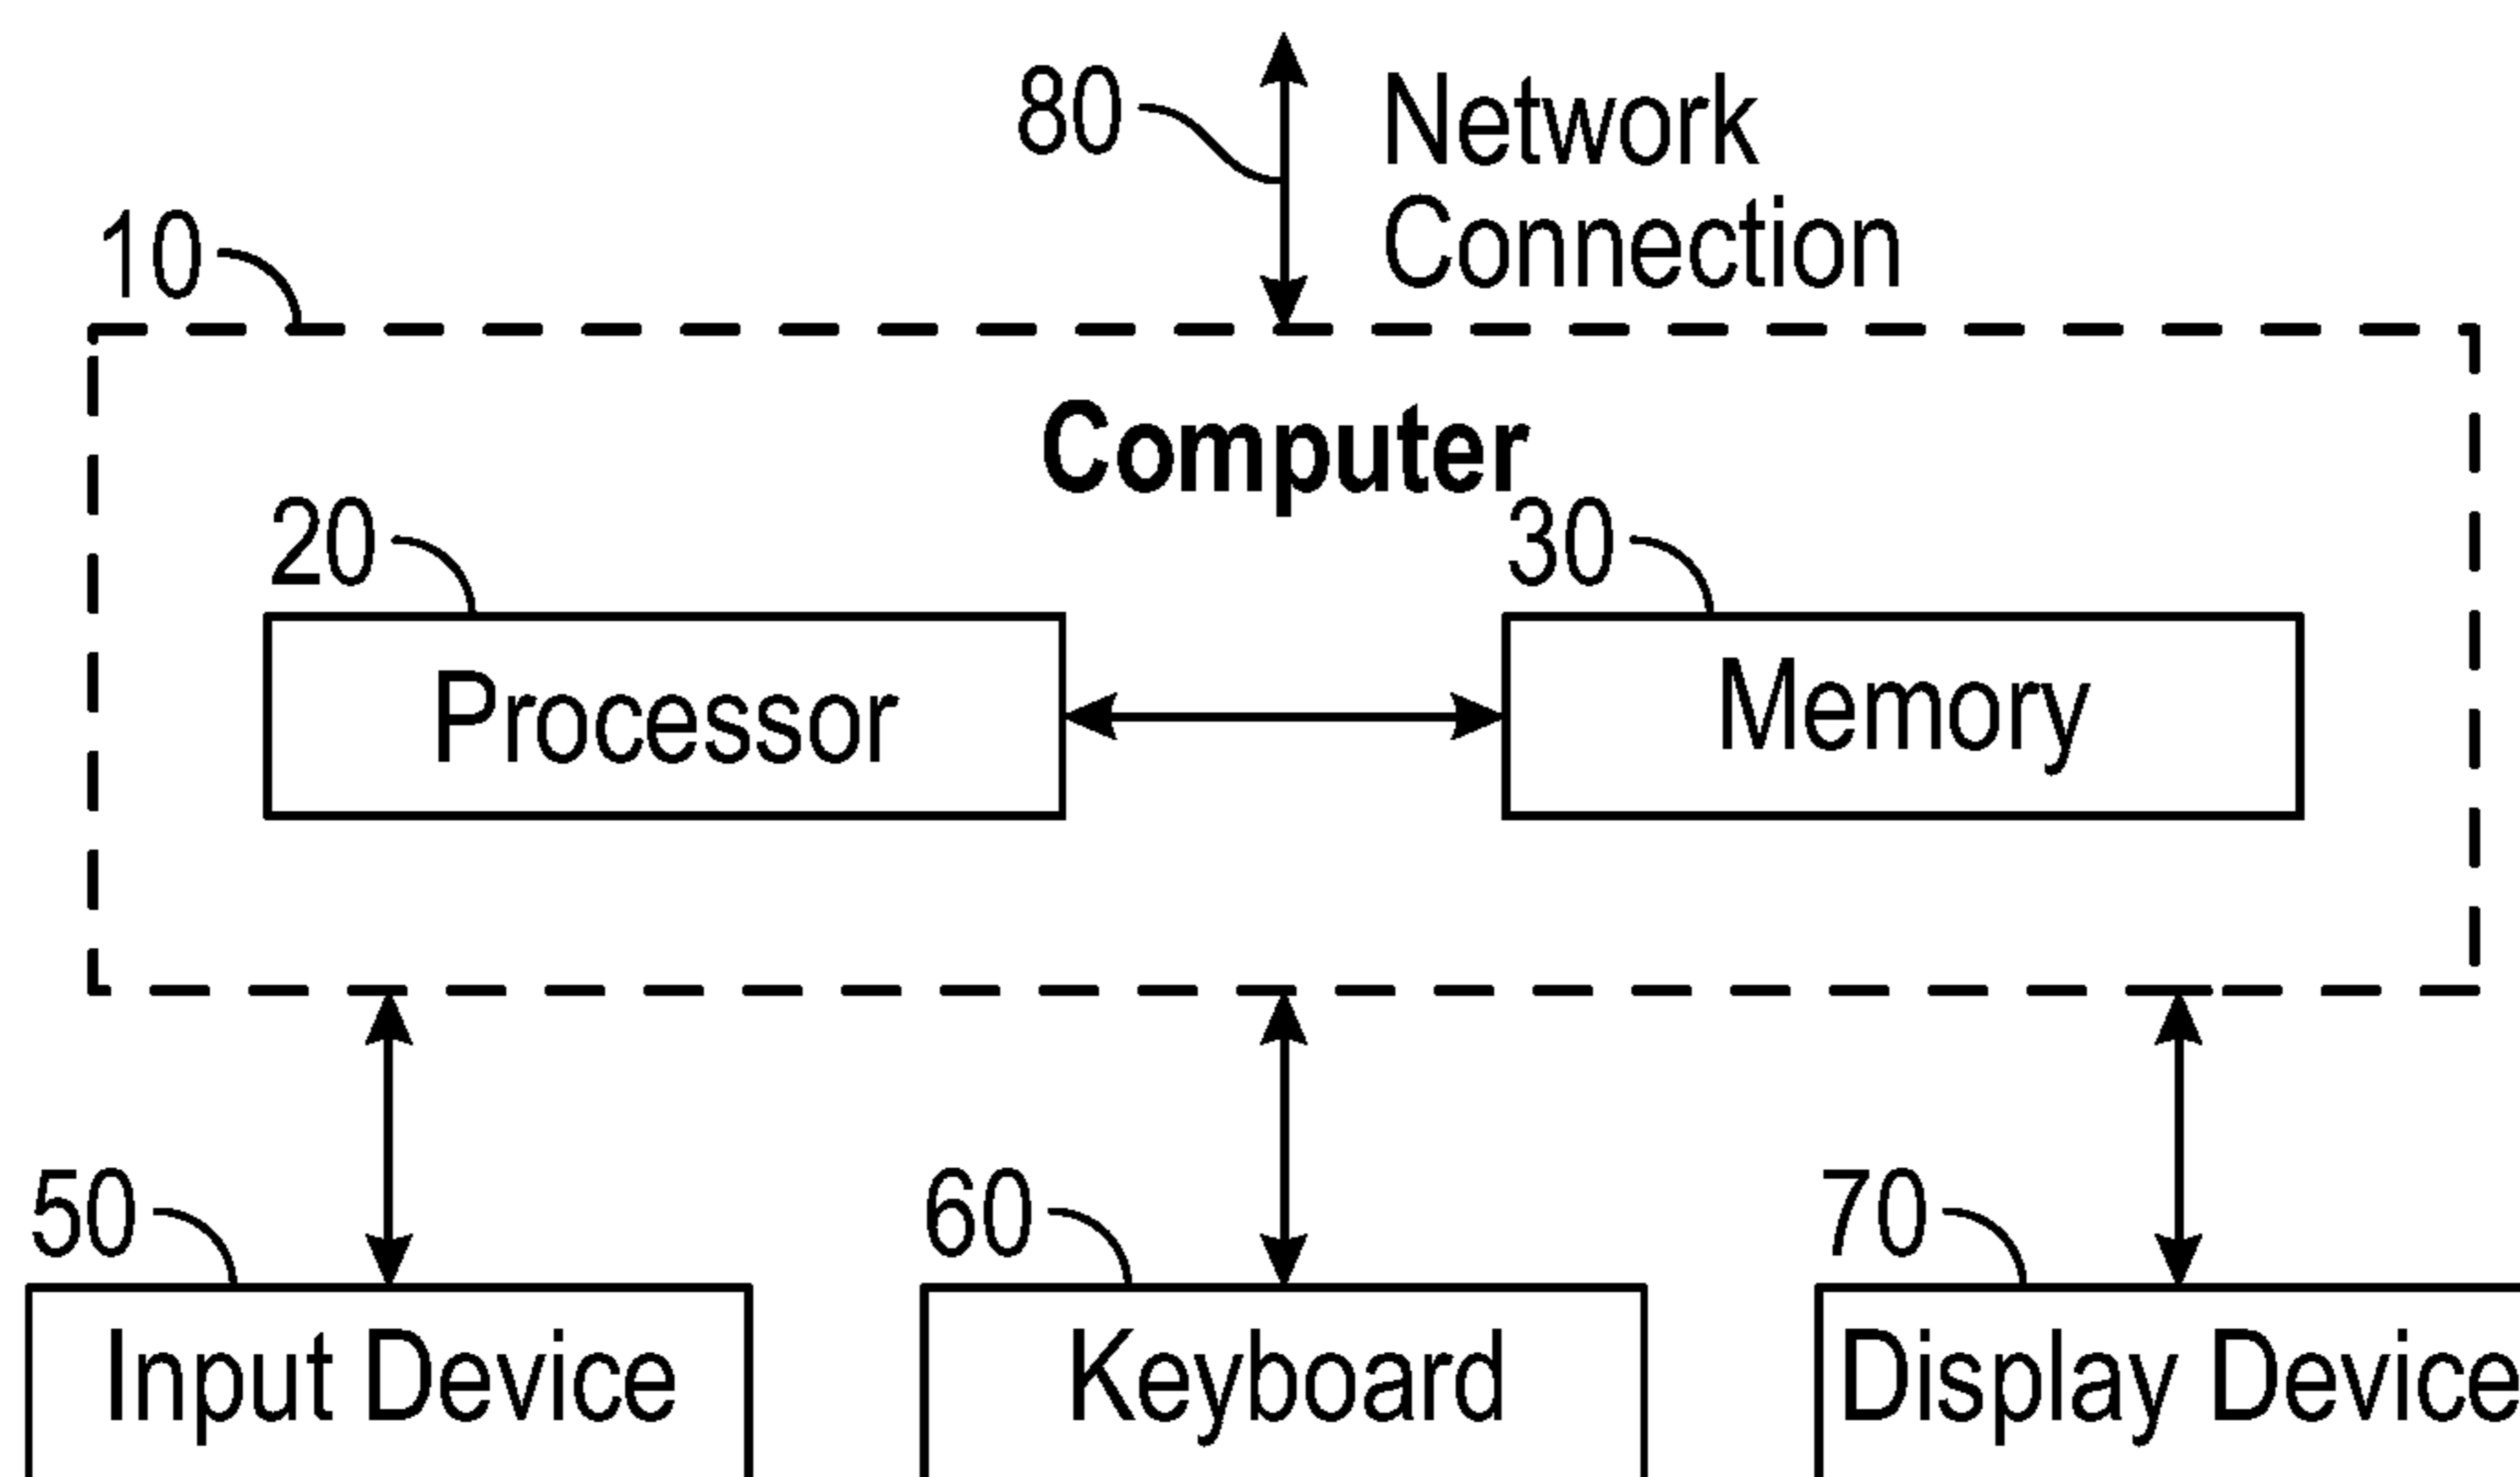 80 Network
Connection
10
Computer
20 30
Processor Memory
50 60 70
Input Device Keyboard Display Device